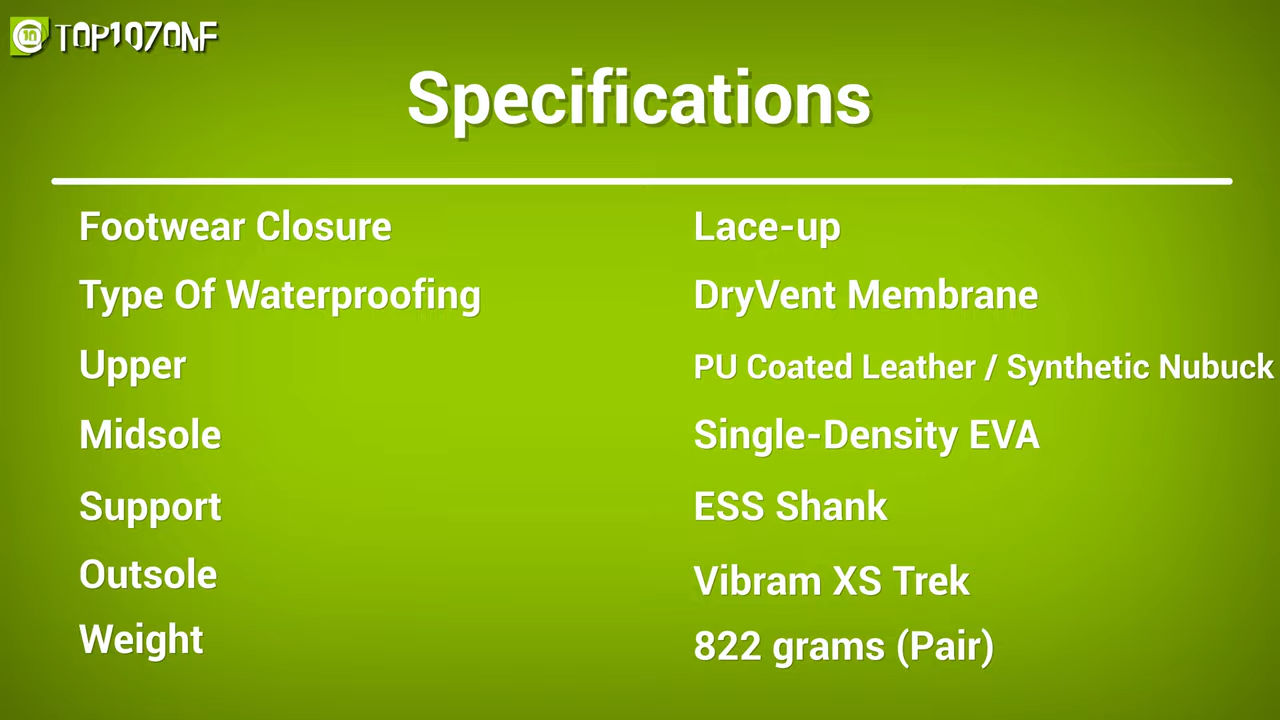 TOP10ZONE
Specifications
Footwear Closure Lace-up
Type Of Waterproofing DryVent Membrane
Upper PU Coated Leather / Synthetic Nubuck
Midsole Single-Density EVA
Support ESS Shank
Outsole Vibram XS Trek
Weight 822 grams (Pair)